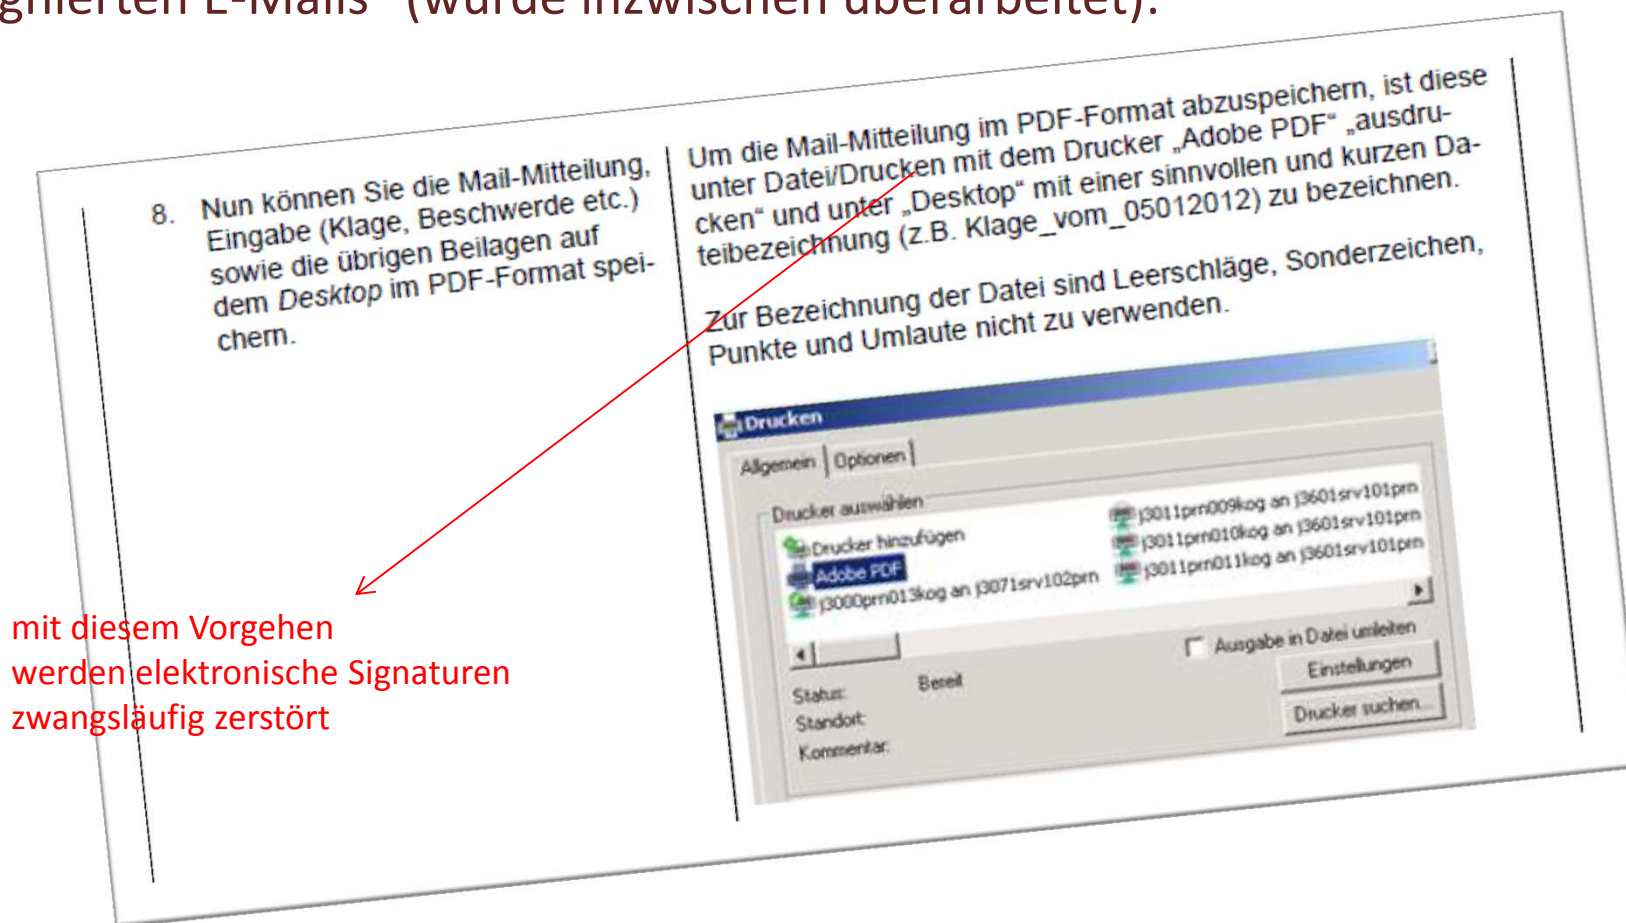 gnierten E-Mails“ (wurde inzwischen überarbeitet).
8. Nun können Sie die Mail-Mitteilung,
Eingabe (Klage, Beschwerde etc.)
sowie die übrigen Beilagen auf
dem Desktop im PDF-Format spei-
chern.
Um die Mail-Mitteilung im PDF-Format abzuspeichern, ist diese
unter Datei/Drucken mit dem Drucker „Adobe PDF“ „ausdru-
cken“ und unter „Desktop“ mit einer sinnvollen und kurzen Da-
teibezeichnung (z.B. Klage_vom_05012012) zu bezeichnen.
Zur Bezeichnung der Datei sind Leerschläge, Sonderzeichen,
Punkte und Umlaute nicht zu verwenden.
Drucken
Allgemein Optionen
Drucker auswählen
Drucker hinzufügen
Adobe PDF
j3000prn013kog an j3071srv102prn
j3011prn009kog an j3601srv101prn
j3011prn010kog an j3601srv101prn
j3011prn011kog an j3601srv101prn
Status: Bereit
Standort:
Kommentar:
Ausgabe in Datei umleiten
Einstellungen
Drucker suchen...
mit diesem Vorgehen
werden elektronische Signaturen
zwangsläufig zerstört